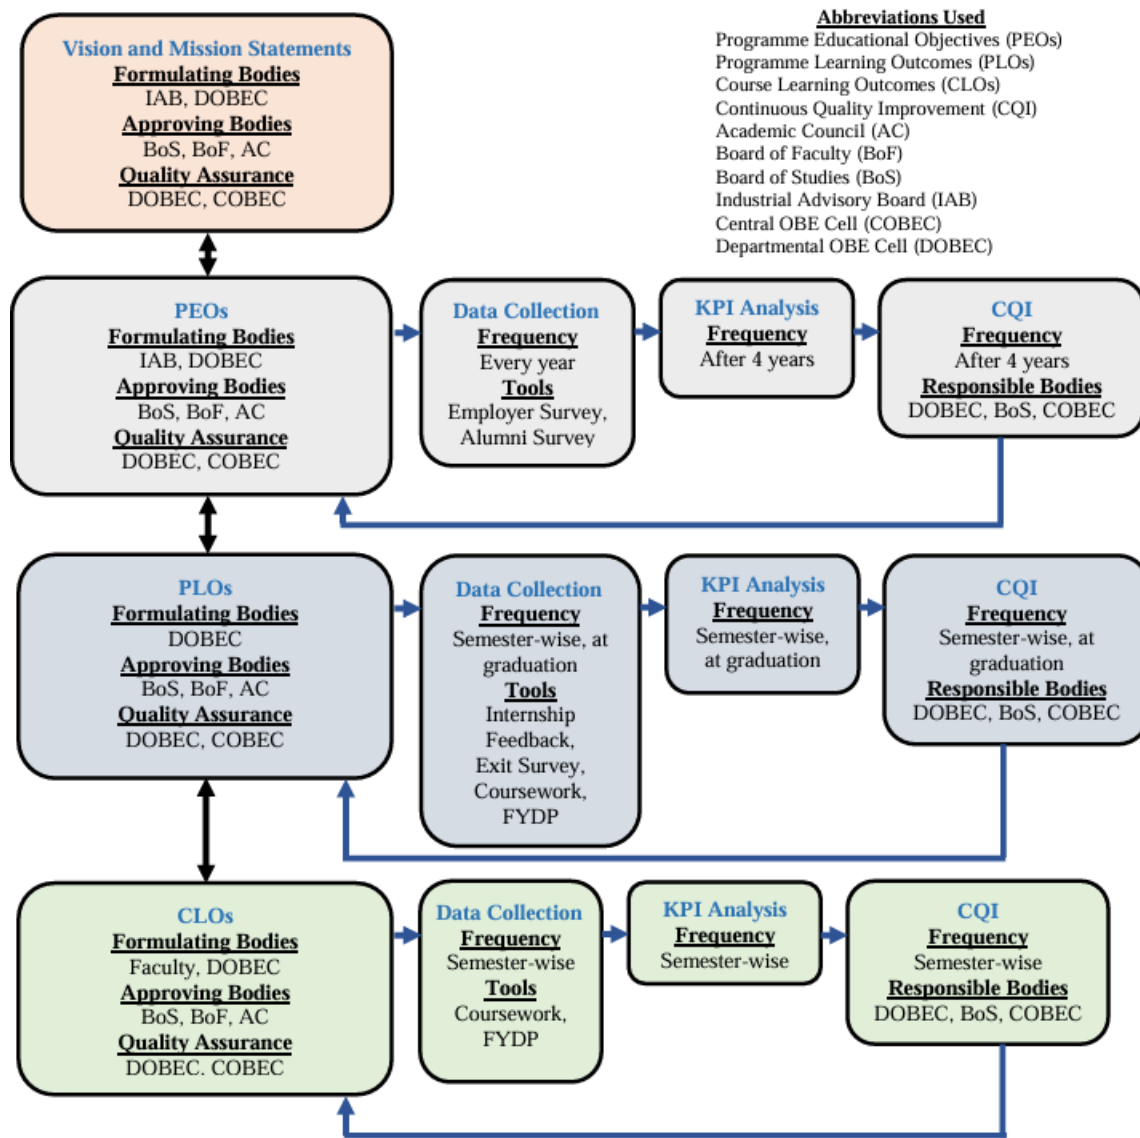 Vision and Mission Statements
Formulating Bodies
IAB, DOBEC
Approving Bodies
BoS, BoF, AC
Quality Assurance
DOBEC, COBEC
Abbreviations Used
Programme Educational Objectives (PEOs)
Programme Learning Outcomes (PLOs)
Course Learning Outcomes (CLOs)
Continuous Quality Improvement (CQI)
Academic Council (AC)
Board of Faculty (BoF)
Board of Studies (BoS)
Industrial Advisory Board (IAB)
Central OBE Cell (COBEC)
Departmental OBE Cell (DOBEC)
PEOs
Formulating Bodies
IAB, DOBEC
Approving Bodies
BoS, BoF, AC
Quality Assurance
DOBEC, COBEC
Data Collection
Frequency
Every year
Tools
Employer Survey,
Alumni Survey
KPI Analysis
Frequency
After 4 years
CQI
Frequency
After 4 years
Responsible Bodies
DOBEC, BoS, COBEC
PLOs
Formulating Bodies
DOBEC
Approving Bodies
BoS, BoF, AC
Quality Assurance
DOBEC, COBEC
Data Collection
Frequency
Semester-wise, at
graduation
Tools
Internship
Feedback,
Exit Survey,
Coursework,
FYDP
KPI Analysis
Frequency
Semester-wise,
at graduation
CQI
Frequency
Semester-wise, at
graduation
Responsible Bodies
DOBEC, BoS, COBEC
CLOs
Formulating Bodies
Faculty, DOBEC
Approving Bodies
BoS, BoF, AC
Quality Assurance
DOBEC. COBEC
Data Collection
Frequency
Semester-wise
Tools
Coursework,
FYDP
KPI Analysis
Frequency
Semester-wise
CQI
Frequency
Semester-wise
Responsible Bodies
DOBEC, BoS, COBEC